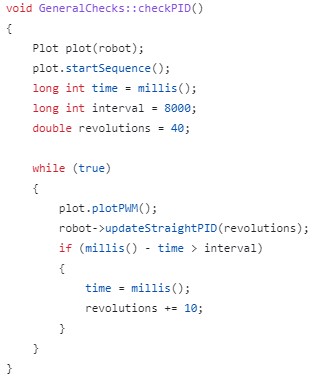 void GeneralChecks::checkPID()
{
    Plot plot(robot);
    plot.startSequence();
    long int time = millis();
    long int interval = 8000;
    double revolutions = 40;

    while (true)
    {
        plot.plotPWM();
        robot->updateStraightPID(revolutions);
        if (millis() - time > interval)
        {
            time = millis();
            revolutions += 10;
        }
    }
}